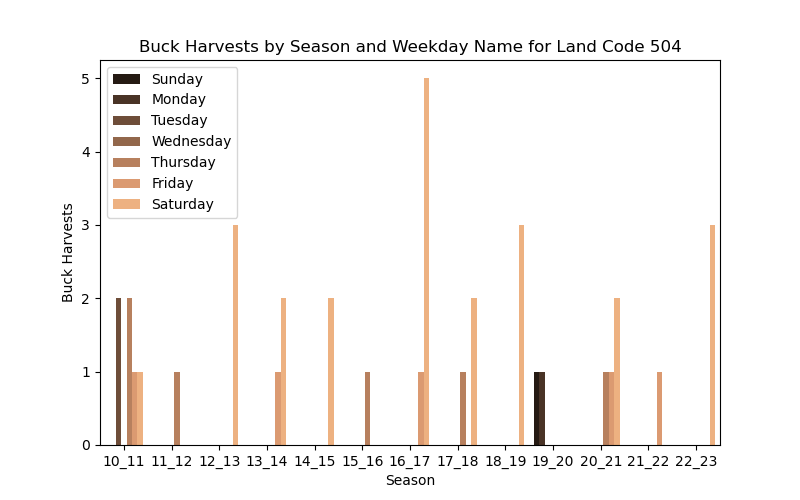 Buck Harvests by Season and Weekday Name for Land Code 504
Sunday
Monday
Tuesday
Wednesday
Thursday
Friday
Saturday
5
4
3
2
1
0
Buck Harvests
10_11 11_12 12_13 13_14 14_15 15_16 16_17 17_18 18_19 19_20 20_21 21_22 22_23
Season